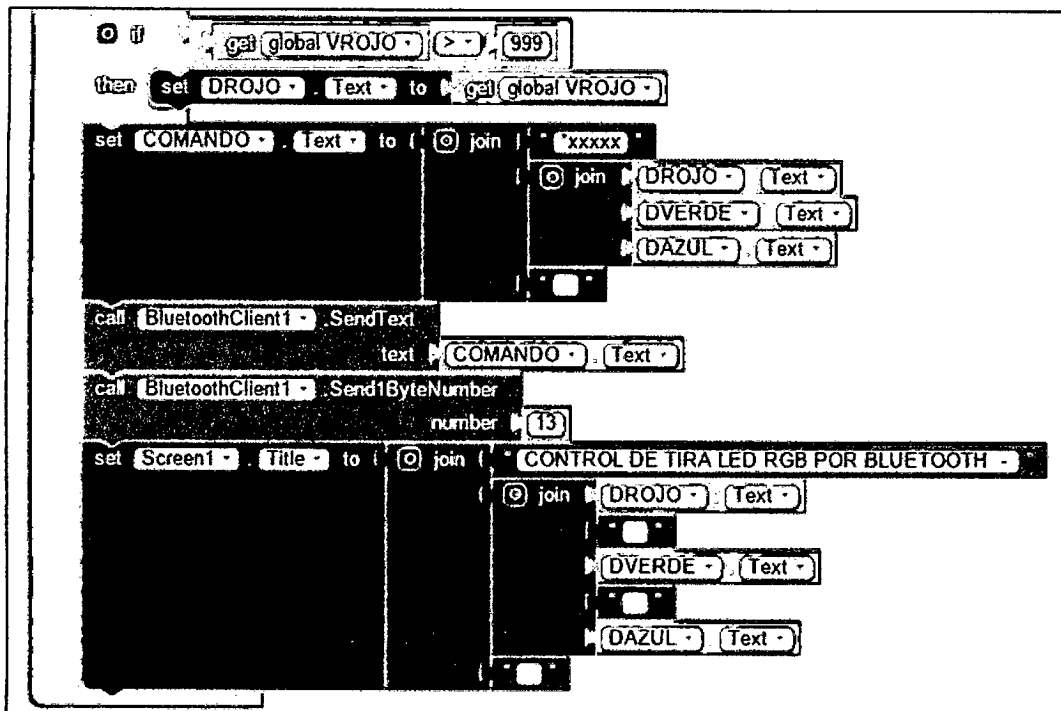 if get global VROJO > 999
then set DROJO . Text to get global VROJO
set COMANDO . Text to join " *xxxxx "
join DROJO . Text
DVERDE . Text
DAZUL . Text
" "
call BluetoothClient1 .SendText
text COMANDO . Text
call BluetoothClient1 .Send1ByteNumber
number 13
set Screen1 . Title to join " CONTROL DE TIRA LED RGB POR BLUETOOTH - "
join DROJO . Text
" "
DVERDE . Text
" "
DAZUL . Text
" "